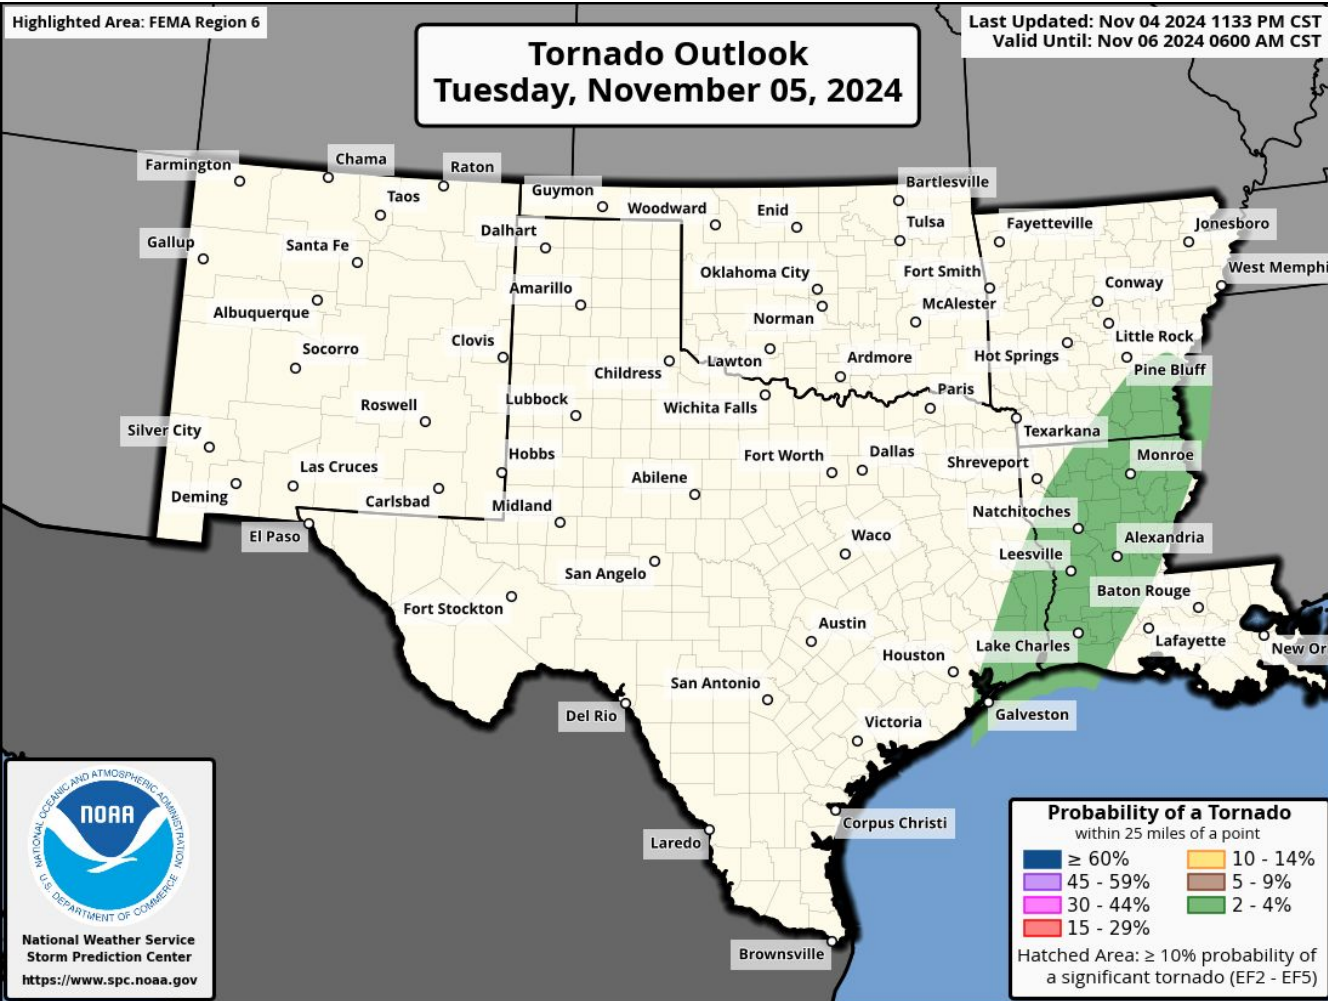 Highlighted Area: FEMA Region 6
Last Updated: Nov 04 2024 1133 PM CST
Valid Until: Nov 06 2024 0600 AM CST
Tornado Outlook
Tuesday, November 05, 2024
Farmington
Chama
Raton
Taos
Guymon
Woodward
Enid
Bartlesville
Tulsa
Fayetteville
Jonesboro
Gallup
Santa Fe
Dalhart
Oklahoma City
Fort Smith
West Memphi
Conway
Albuquerque
Amarillo
Norman
McAlester
Little Rock
Socorro
Clovis
Childress
Lawton
Ardmore
Hot Springs
Pine Bluff
Roswell
Lubbock
Wichita Falls
Paris
Texarkana
Silver City
Las Cruces
Hobbs
Abilene
Fort Worth
Dallas
Shreveport
Monroe
Deming
Carlsbad
Midland
Natchitoches
El Paso
San Angelo
Waco
Leesville
Alexandria
Fort Stockton
Austin
Baton Rouge
Houston
Lake Charles
Lafayette
New Or
Del Rio
San Antonio
Victoria
Galveston
Laredo
Corpus Christi
Brownsville
NATIONAL OCEANIC AND ATMOSPHERIC ADMINISTRATION
NOAA
U.S. DEPARTMENT OF COMMERCE
National Weather Service
Storm Prediction Center
https://www.spc.noaa.gov
Probability of a Tornado
within 25 miles of a point
≥ 60%
45 - 59%
30 - 44%
15 - 29%
10 - 14%
5 - 9%
2 - 4%
Hatched Area: ≥ 10% probability of
a significant tornado (EF2 - EF5)